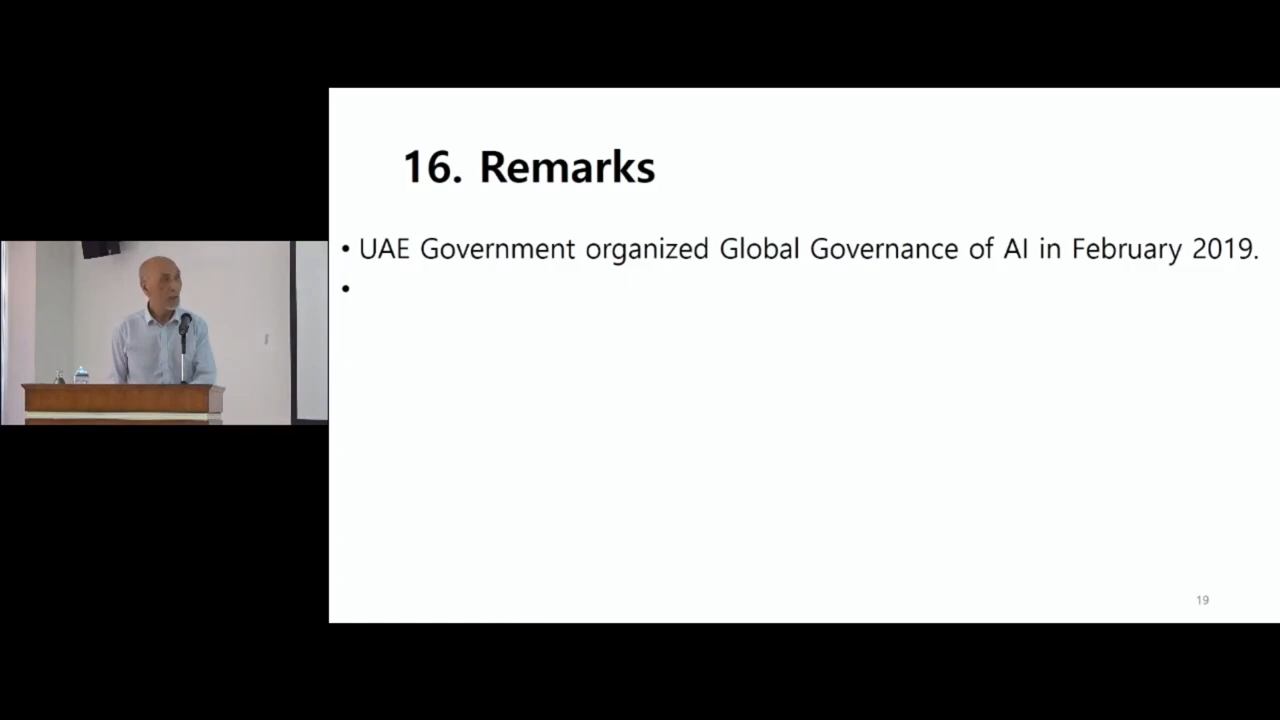 16. Remarks
• UAE Government organized Global Governance of AI in February 2019.
•
19